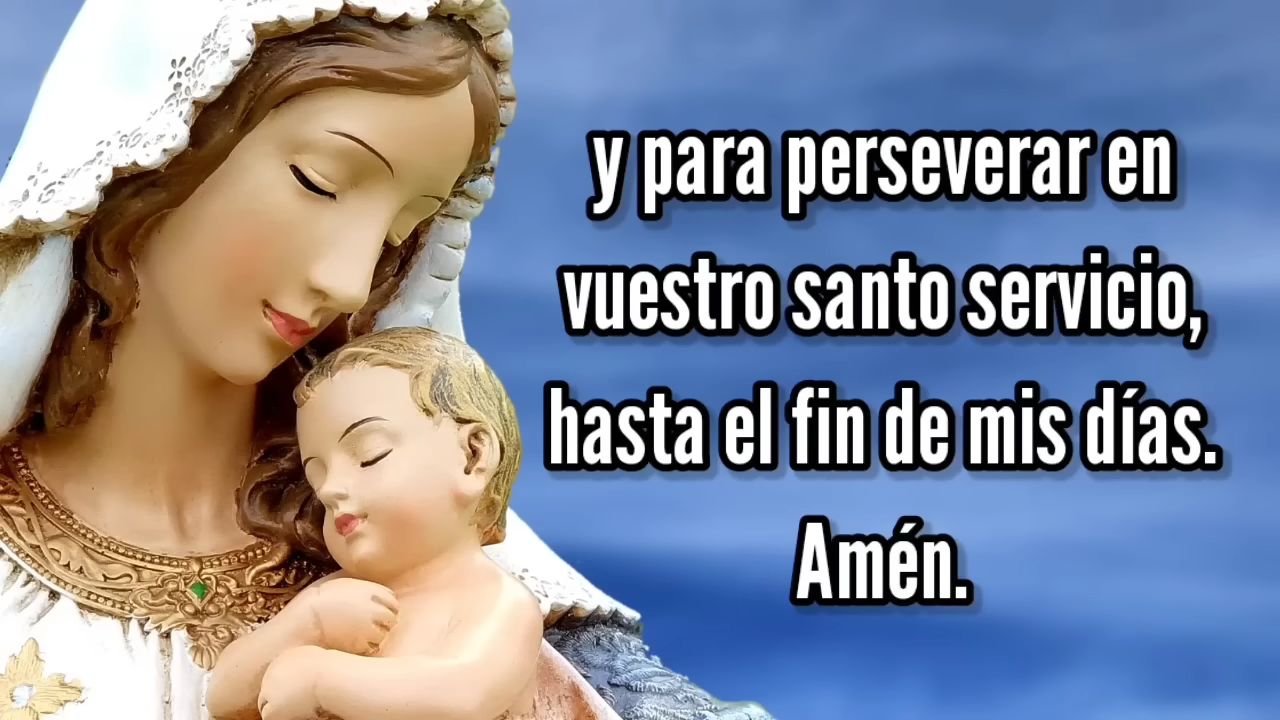 y para perseverar en
vuestro santo servicio,
hasta el fin de mis días.
Amén.